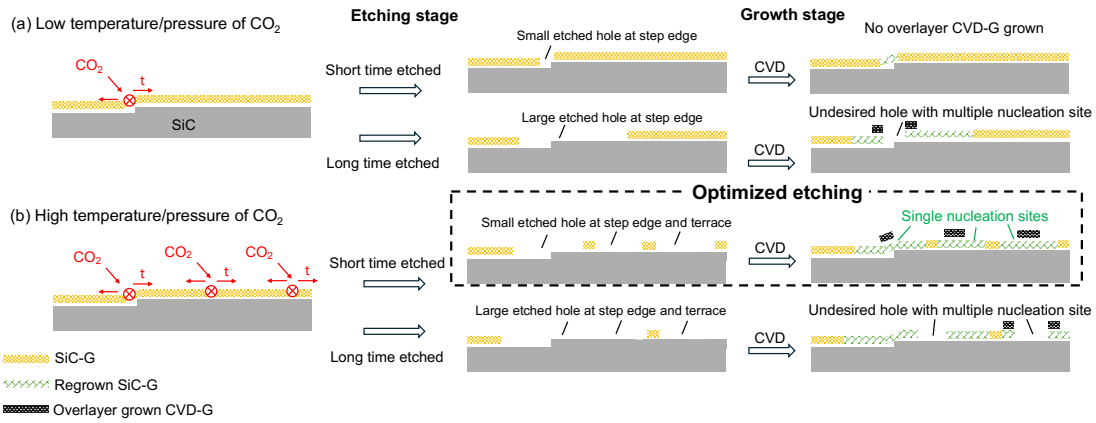 Etching stage
Growth stage
(a) Low temperature/pressure of CO2
Small etched hole at step edge
No overlayer CVD-G grown
CO2
t
Short time etched
CVD
SiC
Large etched hole at step edge
Undesired hole with multiple nucleation site
Long time etched
CVD
Optimized etching
(b) High temperature/pressure of CO2
Small etched hole at step edge and terrace
Single nucleation sites
CO2
t
CO2
t
CO2
t
Short time etched
CVD
Large etched hole at step edge and terrace
Undesired hole with multiple nucleation site
Long time etched
CVD
SiC-G
Regrown SiC-G
Overlayer grown CVD-G